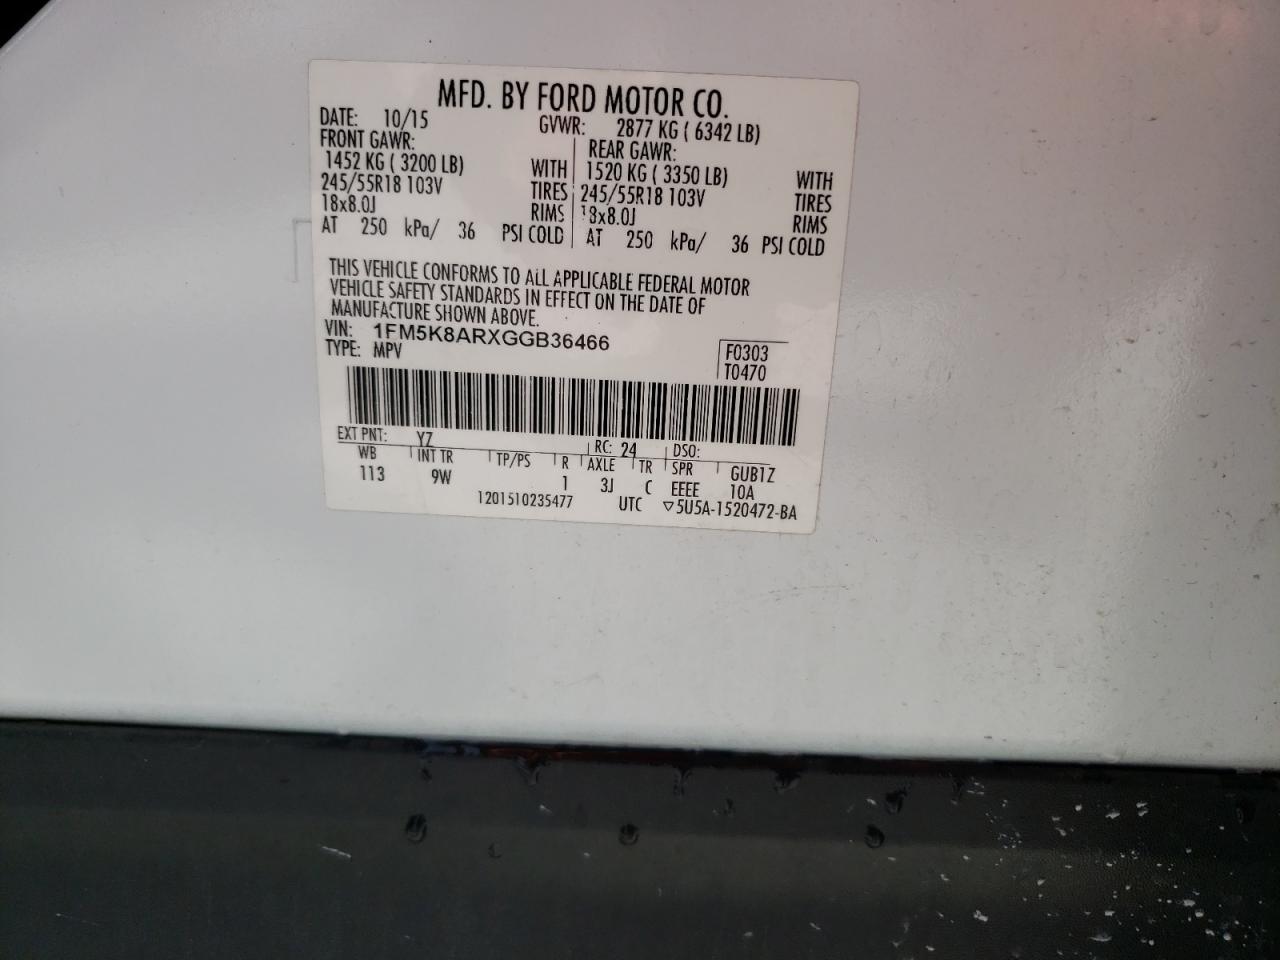 MFD. BY FORD MOTOR CO.
DATE: 10/15 GVWR: 2877 KG ( 6342 LB)
FRONT GAWR: REAR GAWR:
1452 KG ( 3200 LB) WITH 1520 KG ( 3350 LB) WITH
245/55R18 103V TIRES 245/55R18 103V TIRES
18x8.0J RIMS 18x8.0J RIMS
AT 250 kPa/ 36 PSI COLD AT 250 kPa/ 36 PSI COLD
THIS VEHICLE CONFORMS TO ALL APPLICABLE FEDERAL MOTOR
VEHICLE SAFETY STANDARDS IN EFFECT ON THE DATE OF
MANUFACTURE SHOWN ABOVE.
VIN: 1FM5K8ARXGGB36466
TYPE: MPV F0303
T0470
EXT PNT: YZ RC: 24 DSO:
WB INT TR TP/PS R AXLE TR SPR GUB1Z
113 9W 1 3J C EEEE 10A
1201510235477 UTC ▽5U5A-1520472-BA